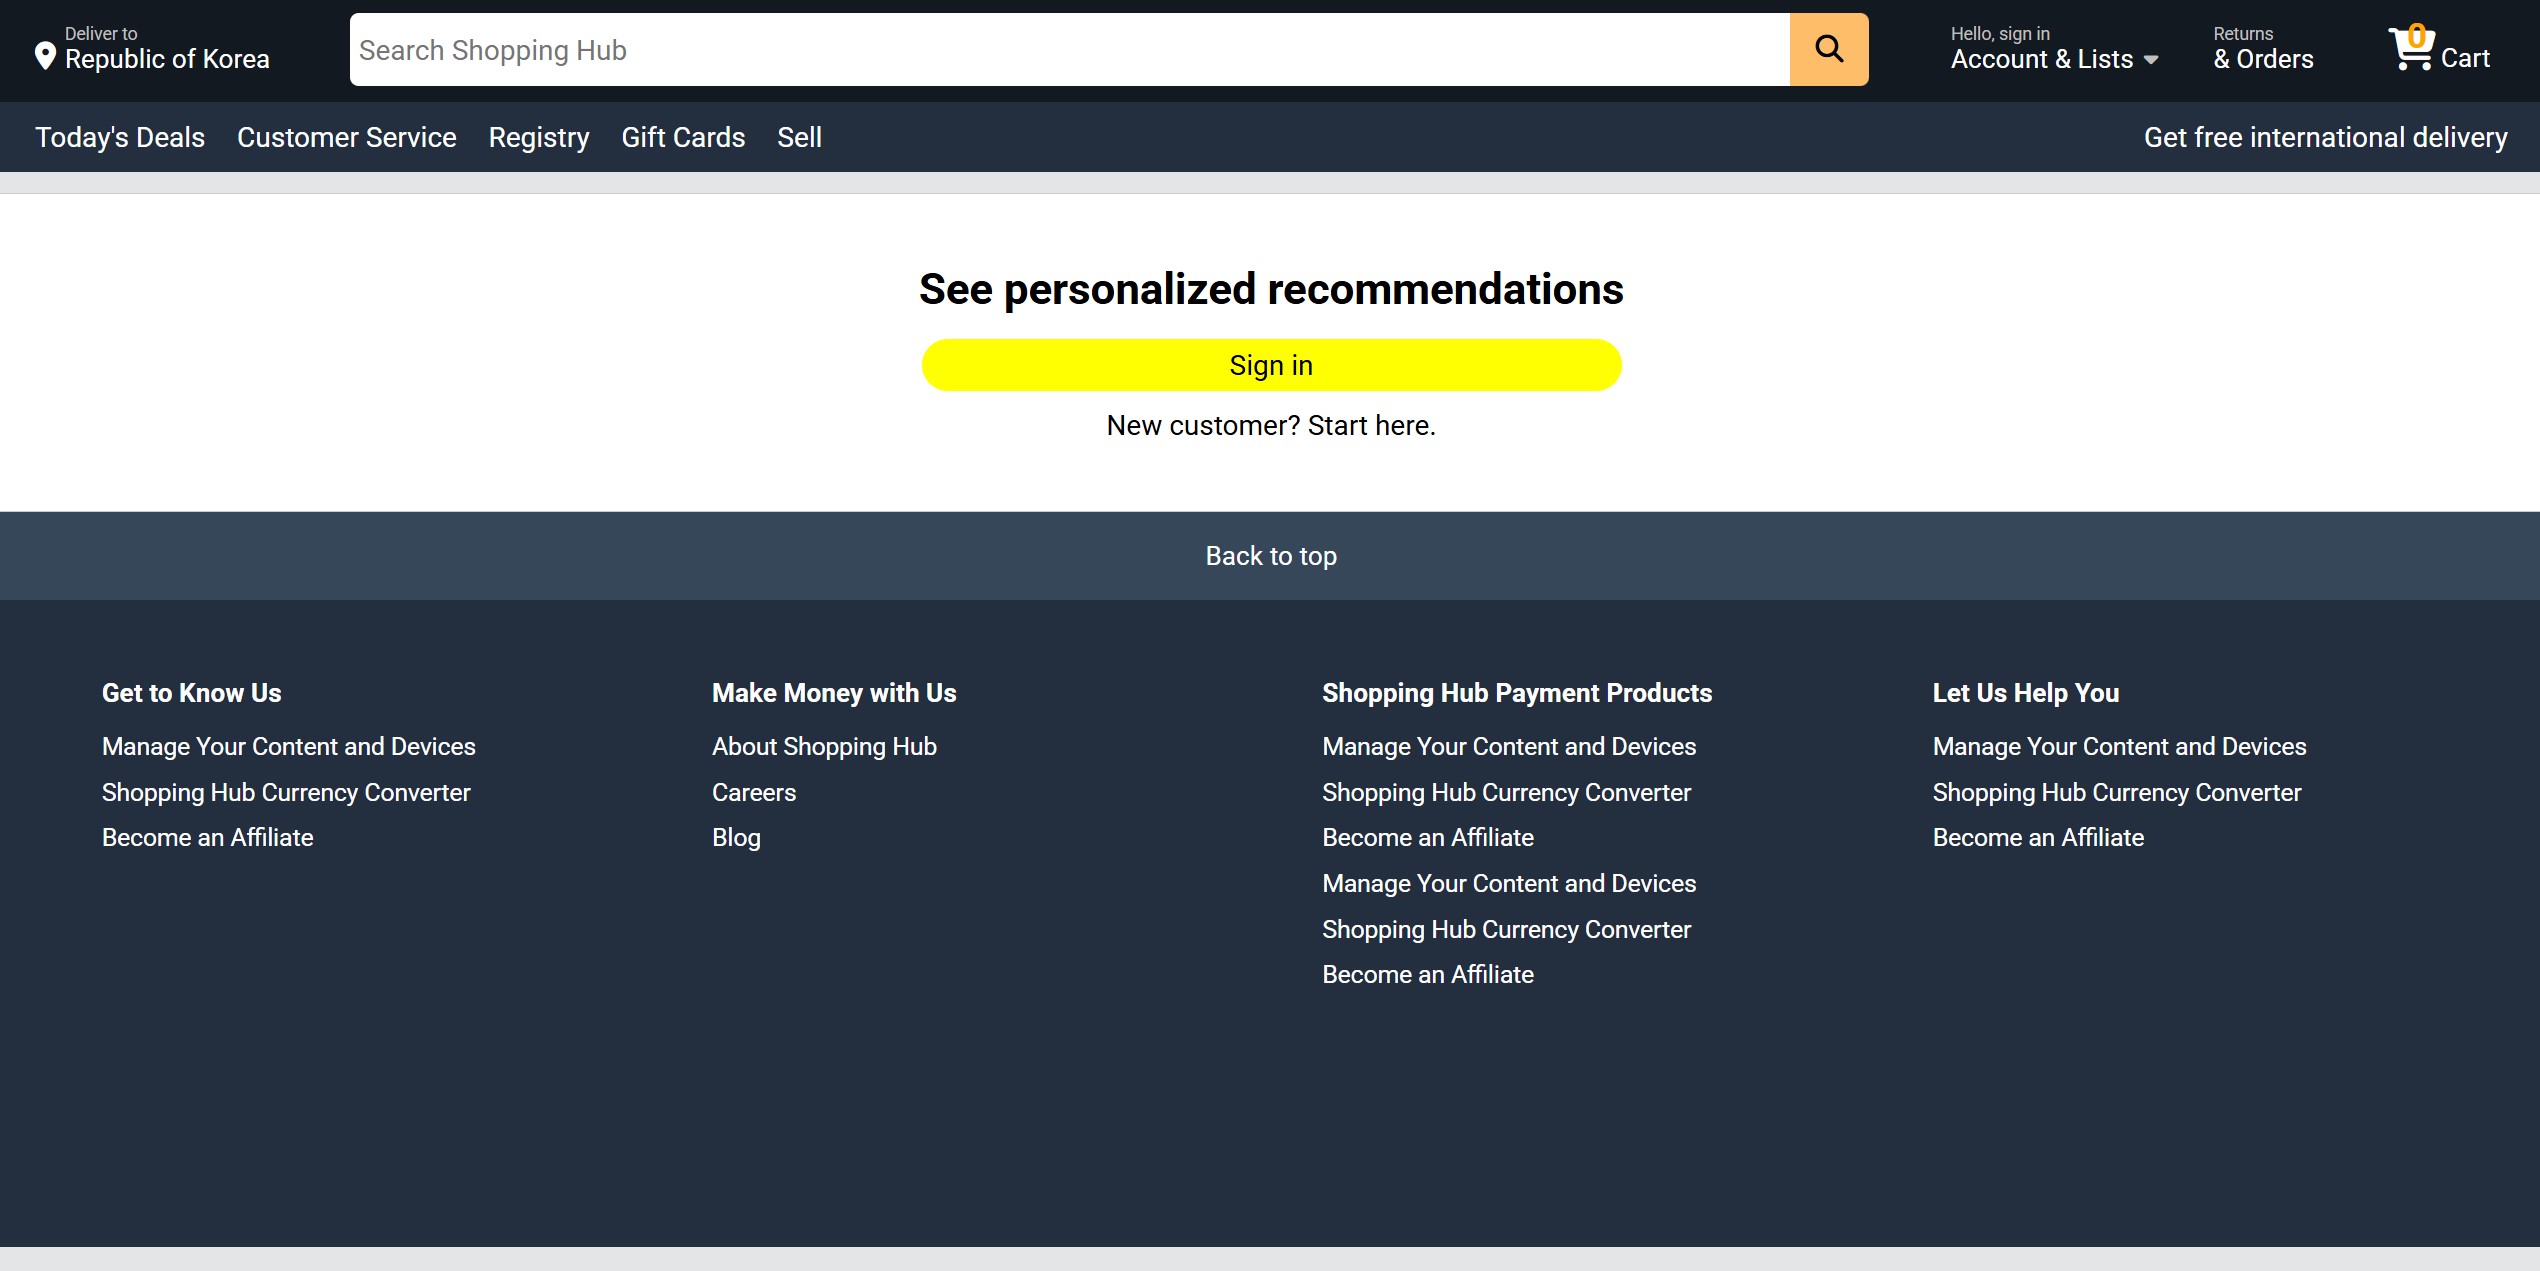 Deliver to
Republic of Korea
Search Shopping Hub
Hello, sign in
Account & Lists
Returns
& Orders
0
Cart
Today's Deals
Customer Service
Registry
Gift Cards
Sell
Get free international delivery
See personalized recommendations
Sign in
New customer? Start here.
Back to top
Get to Know Us
Manage Your Content and Devices
Shopping Hub Currency Converter
Become an Affiliate
Make Money with Us
About Shopping Hub
Careers
Blog
Shopping Hub Payment Products
Manage Your Content and Devices
Shopping Hub Currency Converter
Become an Affiliate
Manage Your Content and Devices
Shopping Hub Currency Converter
Become an Affiliate
Let Us Help You
Manage Your Content and Devices
Shopping Hub Currency Converter
Become an Affiliate